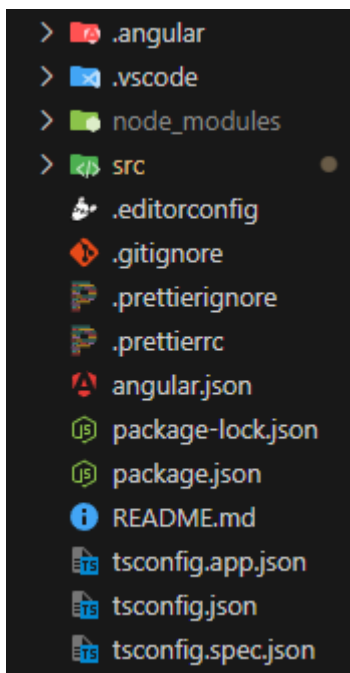 .angular
.vscode
node_modules
src
.editorconfig
.gitignore
.prettierignore
.prettierrc
angular.json
package-lock.json
package.json
README.md
tsconfig.app.json
tsconfig.json
tsconfig.spec.json